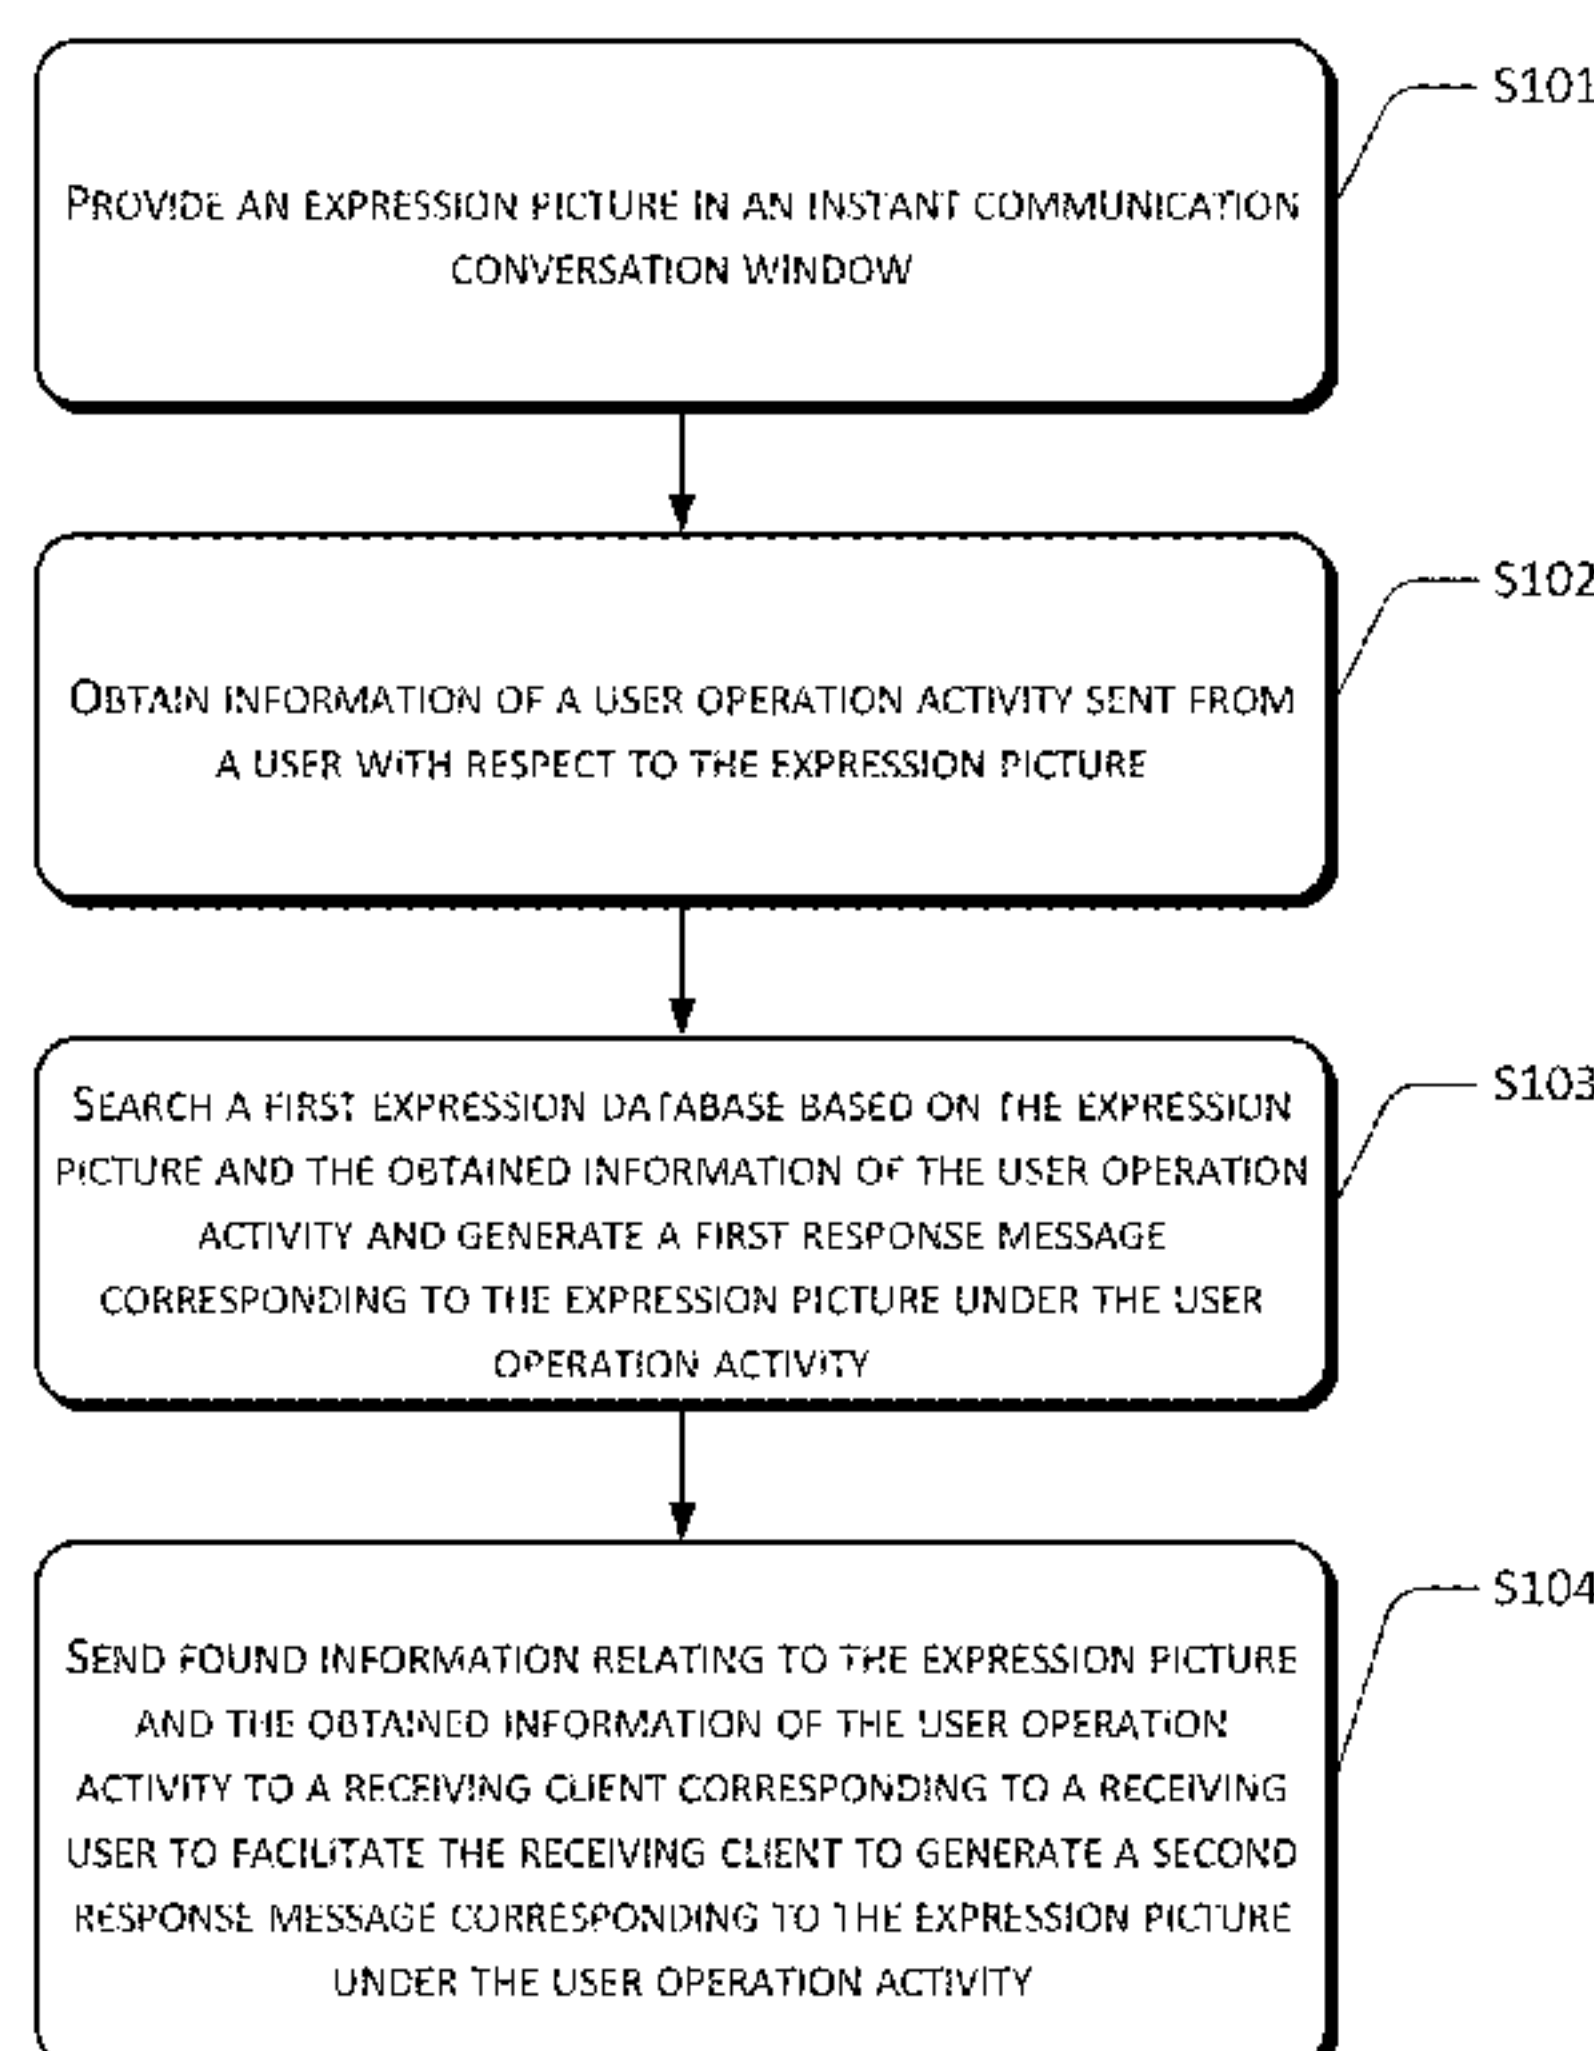 S101
PROVIDE AN EXPRESSION PICTURE IN AN INSTANT COMMUNICATION
CONVERSATION WINDOW
S102
OBTAIN INFORMATION OF A USER OPERATION ACTIVITY SENT FROM
A USER WITH RESPECT TO THE EXPRESSION PICTURE
S103
SEARCH A FIRST EXPRESSION DATABASE BASED ON THE EXPRESSION
PICTURE AND THE OBTAINED INFORMATION OF THE USER OPERATION
ACTIVITY AND GENERATE A FIRST RESPONSE MESSAGE
CORRESPONDING TO THE EXPRESSION PICTURE UNDER THE USER
OPERATION ACTIVITY
S104
SEND FOUND INFORMATION RELATING TO THE EXPRESSION PICTURE
AND THE OBTAINED INFORMATION OF THE USER OPERATION
ACTIVITY TO A RECEIVING CLIENT CORRESPONDING TO A RECEIVING
USER TO FACILITATE THE RECEIVING CLIENT TO GENERATE A SECOND
RESPONSE MESSAGE CORRESPONDING TO THE EXPRESSION PICTURE
UNDER THE USER OPERATION ACTIVITY